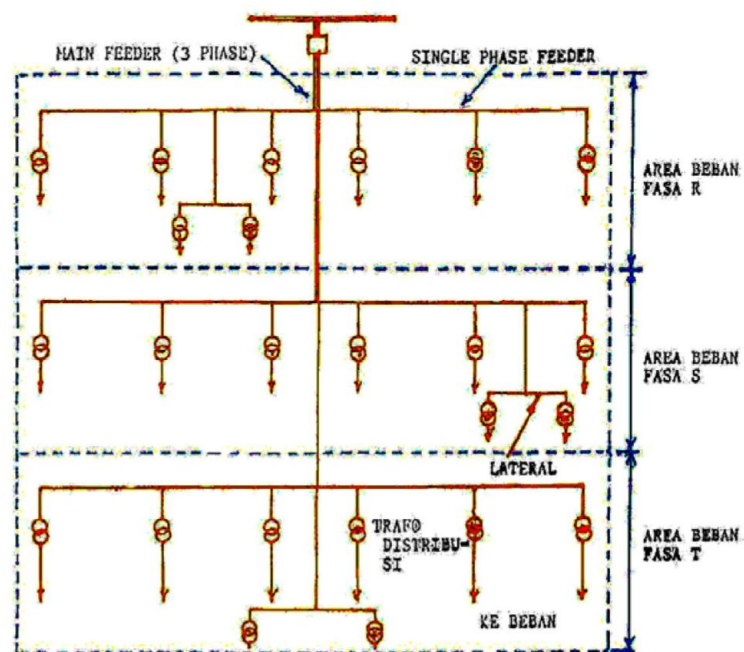 MAIN FEEDER (3 PHASE)
SINGLE PHASE FEEDER
AREA BEBAN
FASA R
AREA BEBAN
FASA S
LATERAL
TRAFO
DISTRIBU-
SI
AREA BEBAN
FASA T
KE BEBAN